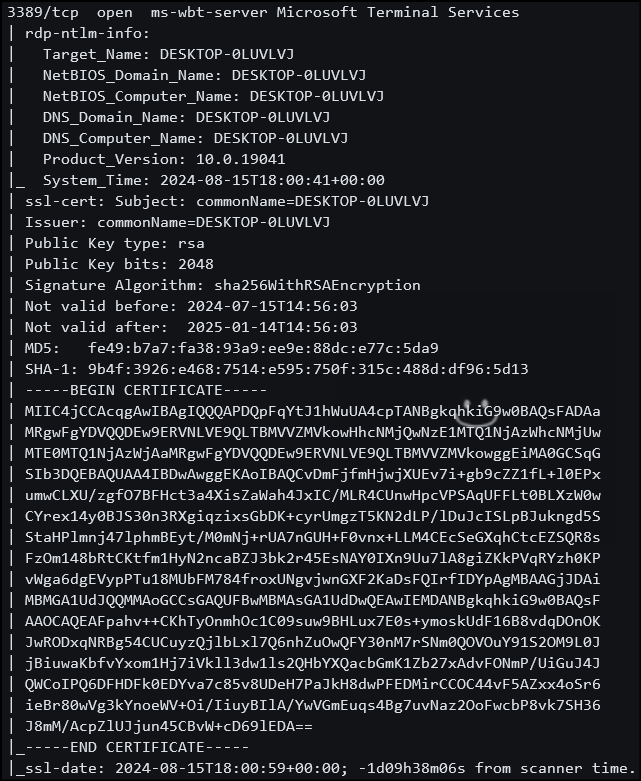 3389/tcp  open  ms-wbt-server Microsoft Terminal Services
| rdp-ntlm-info:
|   Target_Name: DESKTOP-0LUVLVJ
|   NetBIOS_Domain_Name: DESKTOP-0LUVLVJ
|   NetBIOS_Computer_Name: DESKTOP-0LUVLVJ
|   DNS_Domain_Name: DESKTOP-0LUVLVJ
|   DNS_Computer_Name: DESKTOP-0LUVLVJ
|   Product_Version: 10.0.19041
|_  System_Time: 2024-08-15T18:00:41+00:00
| ssl-cert: Subject: commonName=DESKTOP-0LUVLVJ
| Issuer: commonName=DESKTOP-0LUVLVJ
| Public Key type: rsa
| Public Key bits: 2048
| Signature Algorithm: sha256WithRSAEncryption
| Not valid before: 2024-07-15T14:56:03
| Not valid after:  2025-01-14T14:56:03
| MD5:   fe49:b7a7:fa38:93a9:ee9e:88dc:e77c:5da9
| SHA-1: 9b4f:3926:e468:7514:e595:750f:315c:488d:df96:5d13
| -----BEGIN CERTIFICATE-----
| MIIC4jCCAcqgAwIBAgIQQQAPDQpFqYtJ1hWuUA4cpTANBgkqhkiG9w0BAQsFADAa
| MRgwFgYDVQQDEw9ERVNLVE9QLTBMVVZMVkowHhcNMjQwNzE1MTQ1NjAzWhcNMjUw
| MTE0MTQ1NjAzWjAaMRgwFgYDVQQDEw9ERVNLVE9QLTBMVVZMVkowggEiMA0GCSqG
| SIb3DQEBAQUAA4IBDwAwggEKAoIBAQCvDmFjfmHjwjXUEv7i+gb9cZZ1fL+l0EPx
| umwCLXU/zgfO7BFHct3a4XisZaWah4JxIC/MLR4CUnwHpcVPSAqUFFLt0BLXzW0w
| CYrex14y0BJS30n3RXgiqzixsGbDK+cyrUmgzT5KN2dLP/lDuJcISLpBJukngd5S
| StaHPlmnj47lphmBEyt/M0mNj+rUA7nGUH+F0vnx+LLM4CEcSeGXqhCtcEZSQR8s
| FzOm148bRtCKtfm1HyN2ncaBZJ3bk2r45EsNAY0IXn9Uu7lA8giZKkPVqRYzh0KP
| vWga6dgEVypPTu18MUbFM784froxUNgvjwnGXF2KaDsFQIrfIDYpAgMBAAGjJDAi
| MBMGA1UdJQQMMAoGCCsGAQUFBwMBMAsGA1UdDwQEAwIEMDANBgkqhkiG9w0BAQsF
| AAOCAQEAFpahv++CKhTyOnmhOc1C09suw9BHLux7E0s+ymoskUdF16B8vdqDOnOK
| JwRODxqNRBg54CUCuyzQjlbLxl7Q6nhZuOwQFY30nM7rSNm0QOVOuY91S2OM9L0J
| jBiuwaKbfvYxom1Hj7iVkll3dw1ls2QHbYXQacbGmK1Zb27xAdvFONmP/UiGuJ4J
| QWCoIPQ6DFHDFk0EDYva7c85v8UDeH7PaJkH8dwPFEDMirCCOC44vF5AZxx4oSr6
| ieBr80wVg3kYnoeWV+Oi/IiuyBIlA/YwVGmEuqs4Bg7uvNaz2OoFwcbP8vk7SH36
| J8mM/AcpZlUJjun45CBvW+cD69lEDA==
|_-----END CERTIFICATE-----
|_ssl-date: 2024-08-15T18:00:59+00:00; -1d09h38m06s from scanner time.